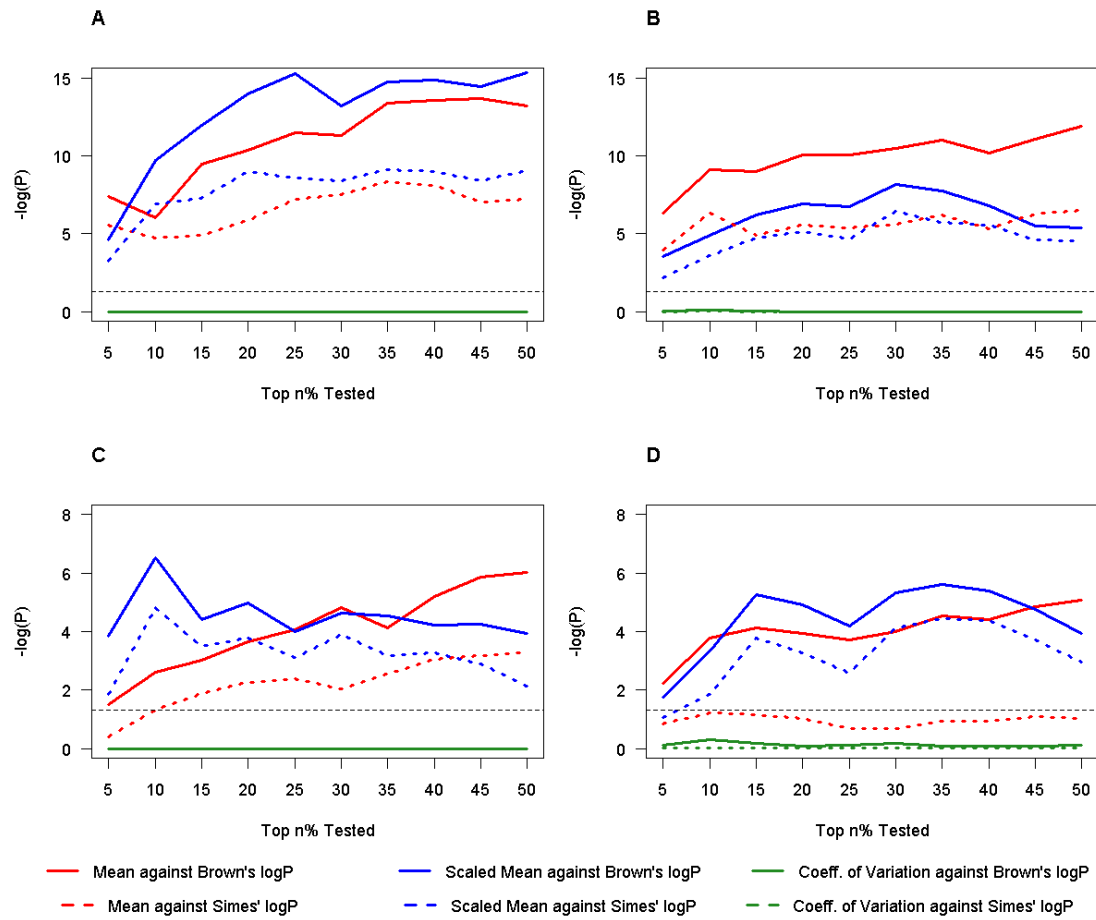 A
B
15
10
5
0
-log(P)
5 10 15 20 25 30 35 40 45 50
Top n% Tested
15
10
5
0
-log(P)
5 10 15 20 25 30 35 40 45 50
Top n% Tested
C
D
8
6
4
2
0
-log(P)
5 10 15 20 25 30 35 40 45 50
Top n% Tested
8
6
4
2
0
-log(P)
5 10 15 20 25 30 35 40 45 50
Top n% Tested
Mean against Brown's logP
Scaled Mean against Brown's logP
Coeff. of Variation against Brown's logP
Mean against Simes' logP
Scaled Mean against Simes' logP
Coeff. of Variation against Simes' logP